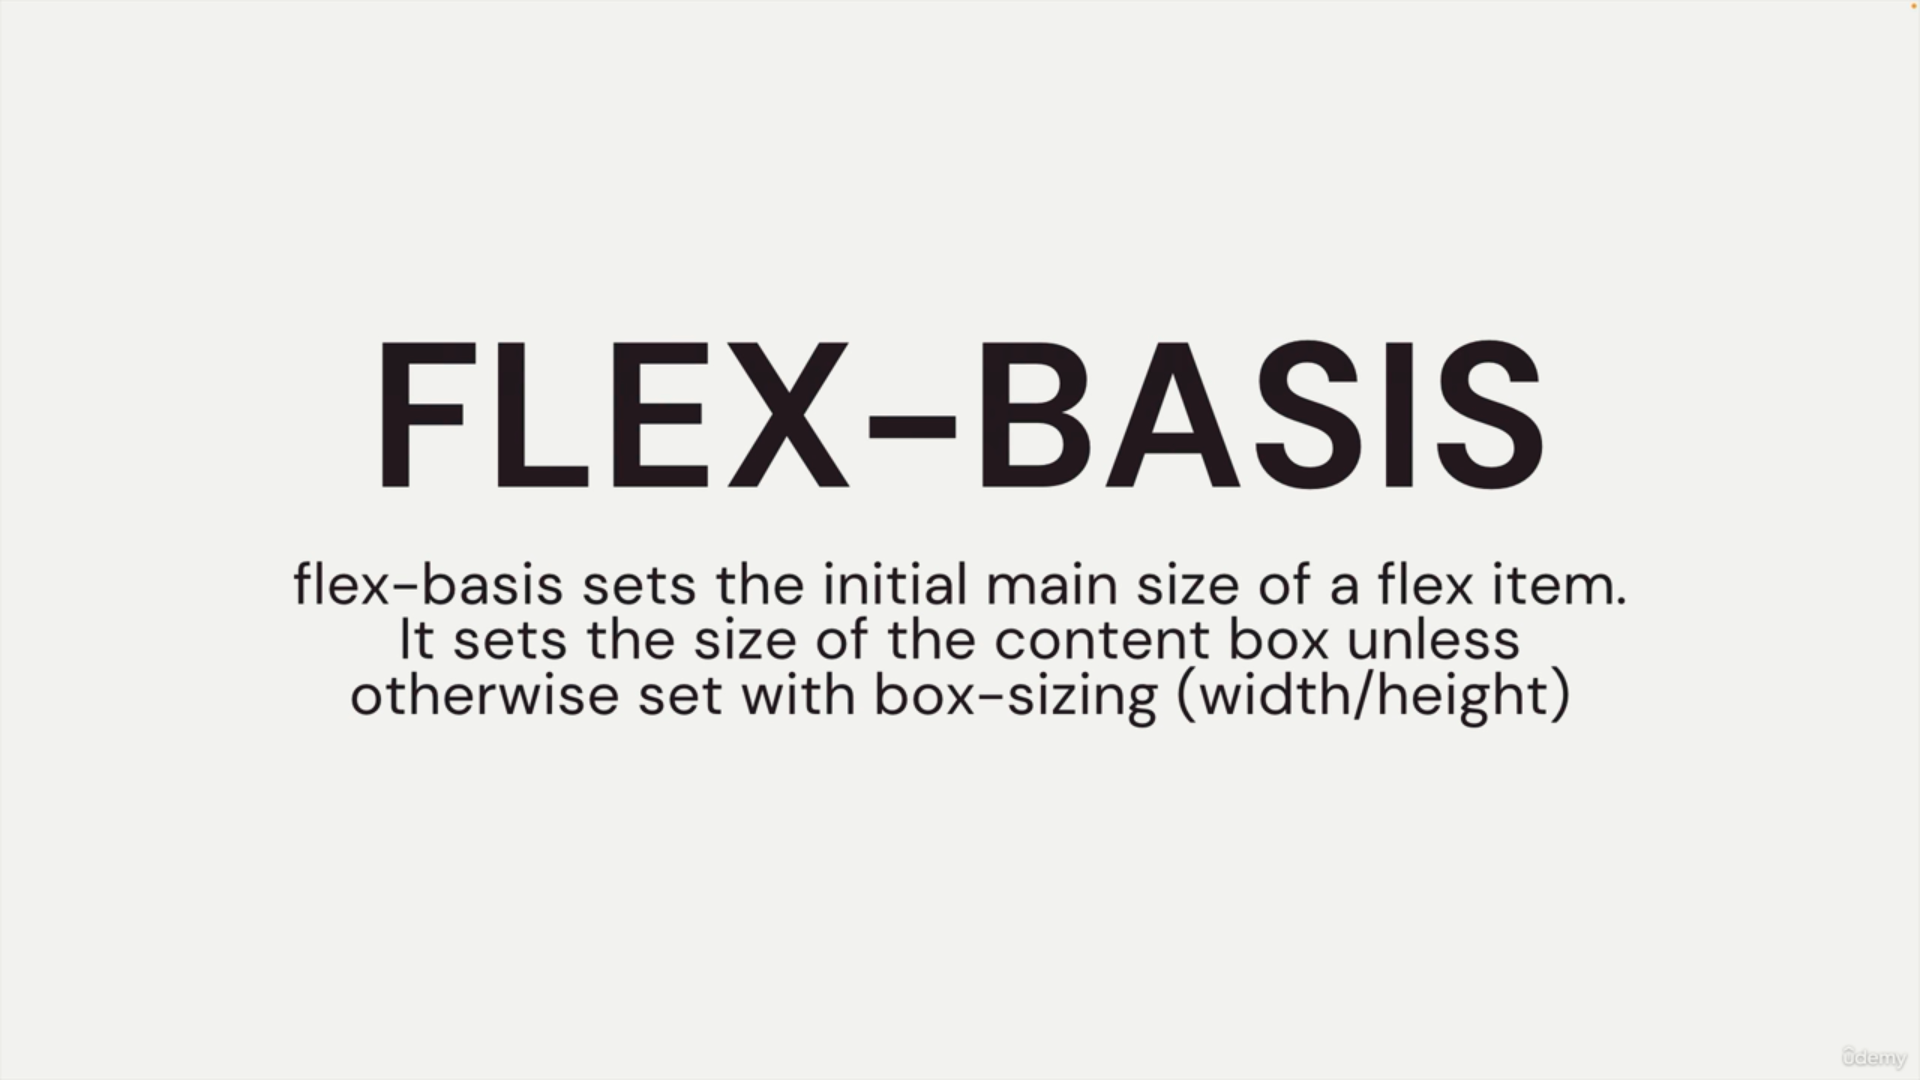 FLEX-BASIS
flex-basis sets the initial main size of a flex item.
It sets the size of the content box unless
otherwise set with box-sizing (width/height)
ûdemy